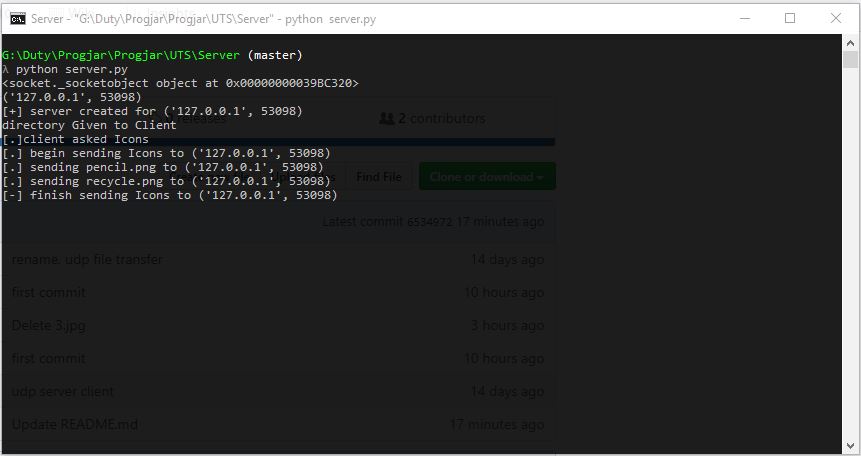 Server - "G:\Duty\Progjar\Progjar\UTS\Server" - python server.py
G:\Duty\Progjar\Progjar\UTS\Server (master)
λ python server.py
<socket._socketobject object at 0x00000000039BC320>
('127.0.0.1', 53098)
[+] server created for ('127.0.0.1', 53098)
releases
2 contributors
directory Given to Client
[.]client asked Icons
[.] begin sending Icons to ('127.0.0.1', 53098)
[.] sending pencil.png to ('127.0.0.1', 53098)
Find File
Clone or download
[.] sending recycle.png to ('127.0.0.1', 53098)
[-] finish sending Icons to ('127.0.0.1', 53098)
Latest commit 6534972 17 minutes ago
rename. udp file transfer 14 days ago
first commit 10 hours ago
Delete 3.jpg 3 hours ago
first commit 10 hours ago
udp server client 14 days ago
Update README.md 17 minutes ago